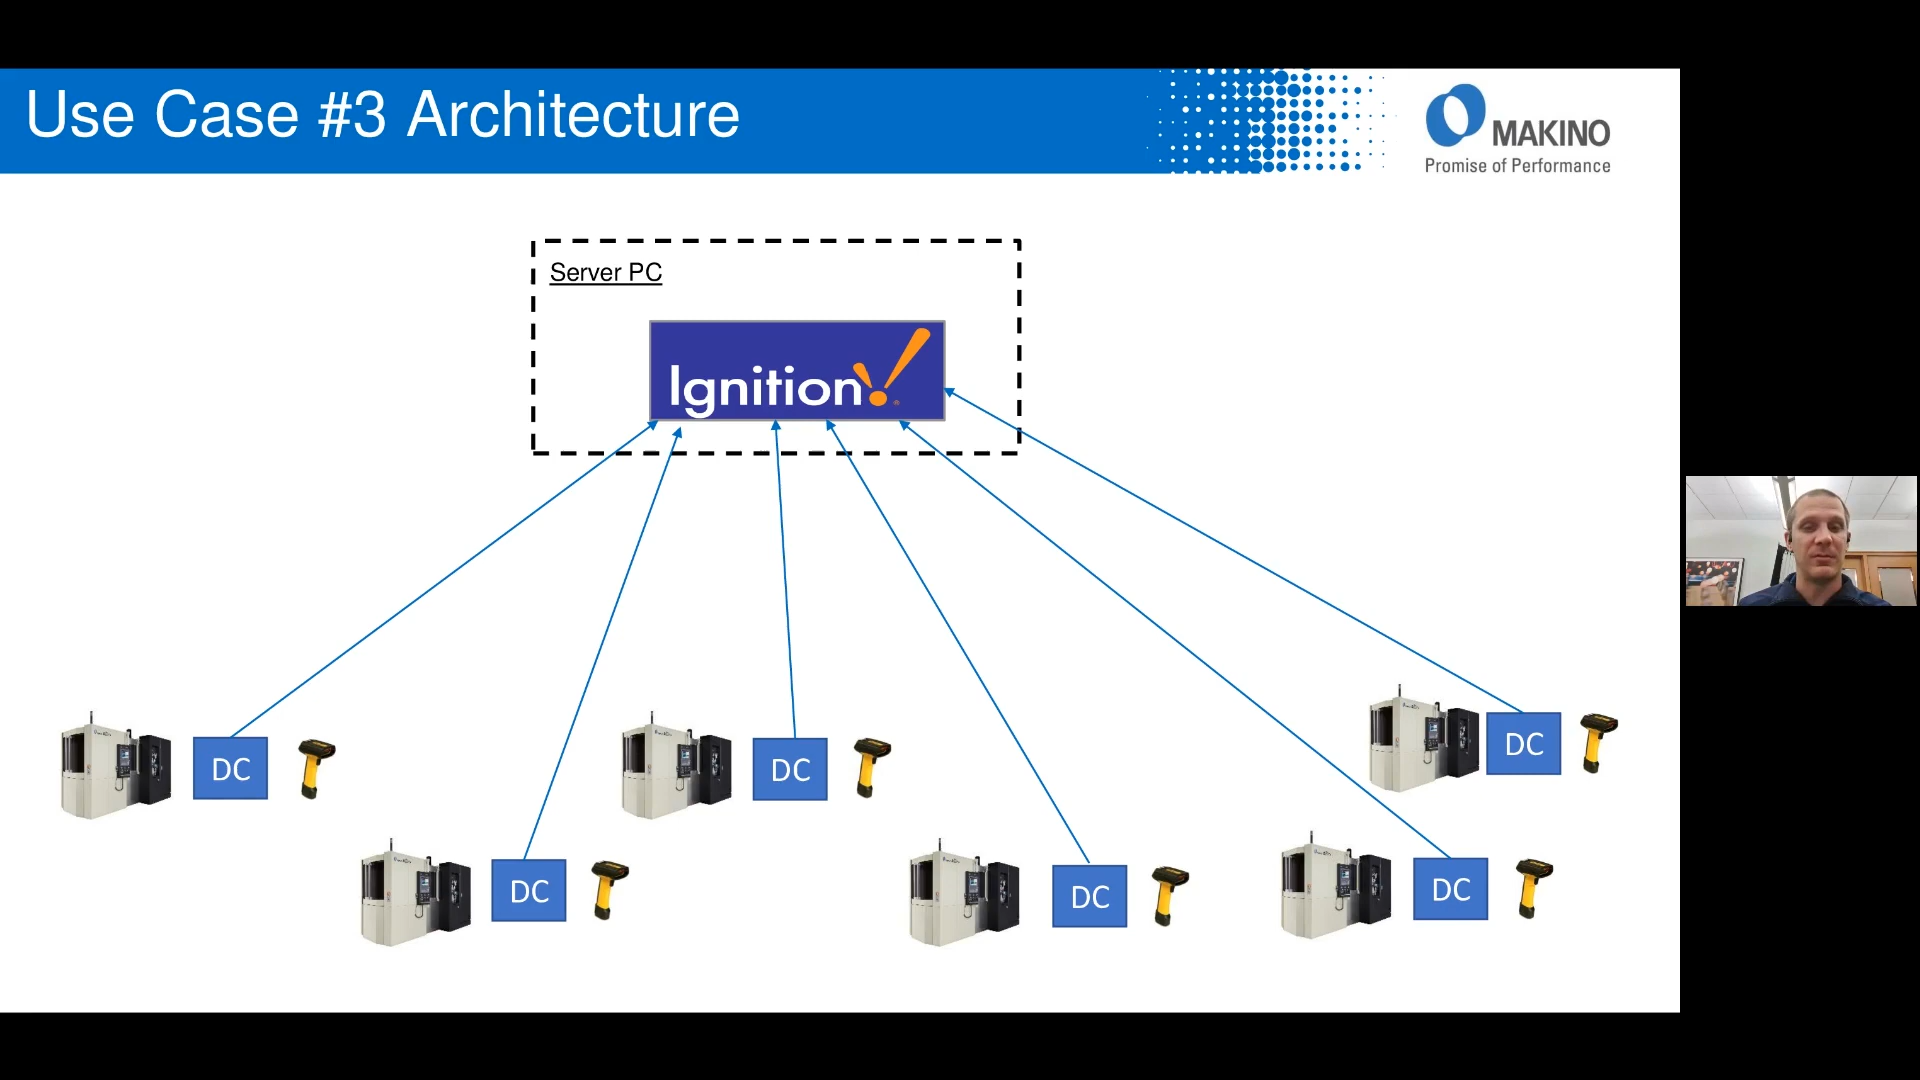 Use Case #3 Architecture
MAKINO
Promise of Performance
Server PC
Ignition!
DC
DC
DC
DC
DC
DC